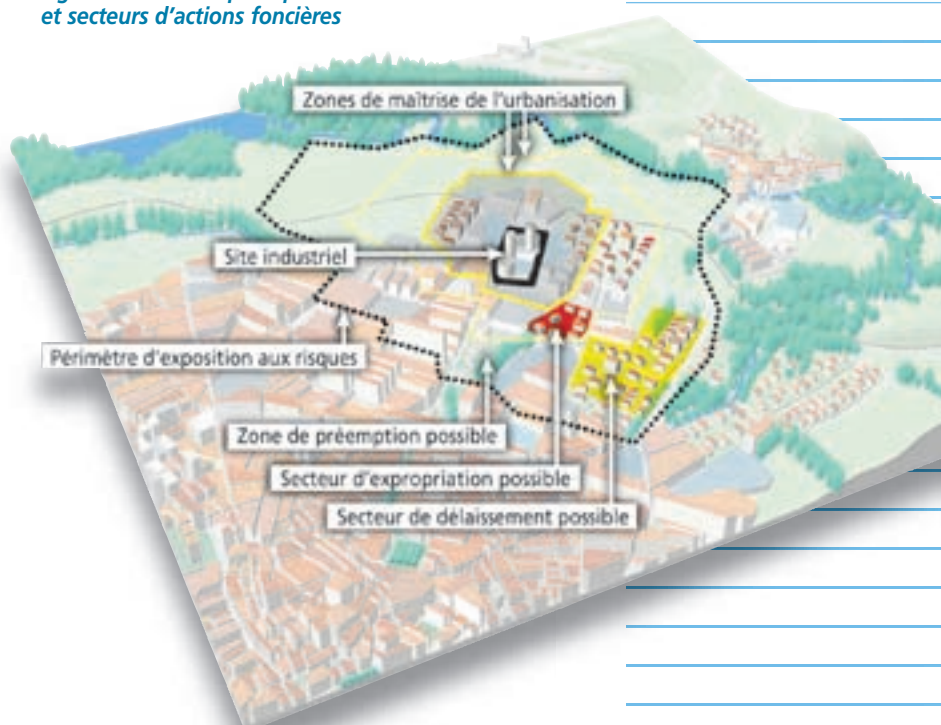 et secteurs d'actions foncières
Zones de maîtrise de l'urbanisation
Site industriel
Périmètre d'exposition aux risques
Zone de préemption possible
Secteur d'expropriation possible
Secteur de délaissement possible